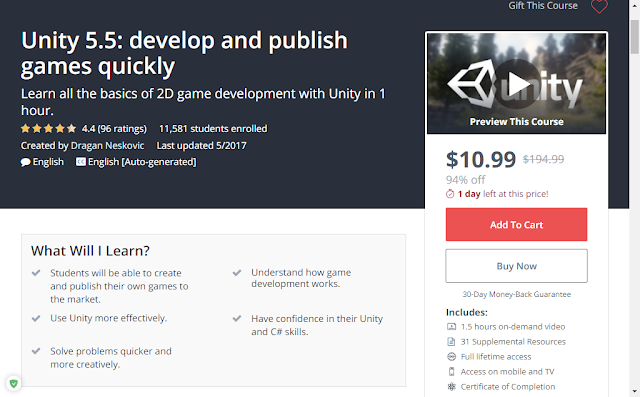 Gift This Course
Unity 5.5: develop and publish
games quickly
Learn all the basics of 2D game development with Unity in 1
hour.
4.4 (96 ratings) 11,581 students enrolled
Created by Dragan Neskovic Last updated 5/2017
English English [Auto-generated]
unity
Preview This Course
$10.99 $194.99
94% off
1 day left at this price!
Add To Cart
Buy Now
30-Day Money-Back Guarantee
Includes:
1.5 hours on-demand video
31 Supplemental Resources
Full lifetime access
Access on mobile and TV
Certificate of Completion
What Will I Learn?
Students will be able to create
and publish their own games to
the market.
Understand how game
development works.
Use Unity more effectively.
Have confidence in their Unity
and C# skills.
Solve problems quicker and
more creatively.